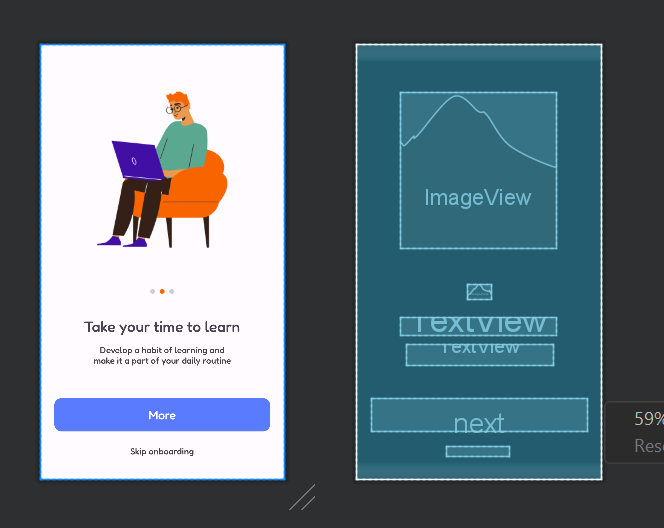 Take your time to learn
Develop a habit of learning and
make it a part of your daily routine
More
Skip onboarding
ImageView
TextView
TextView
next
59%
Rese